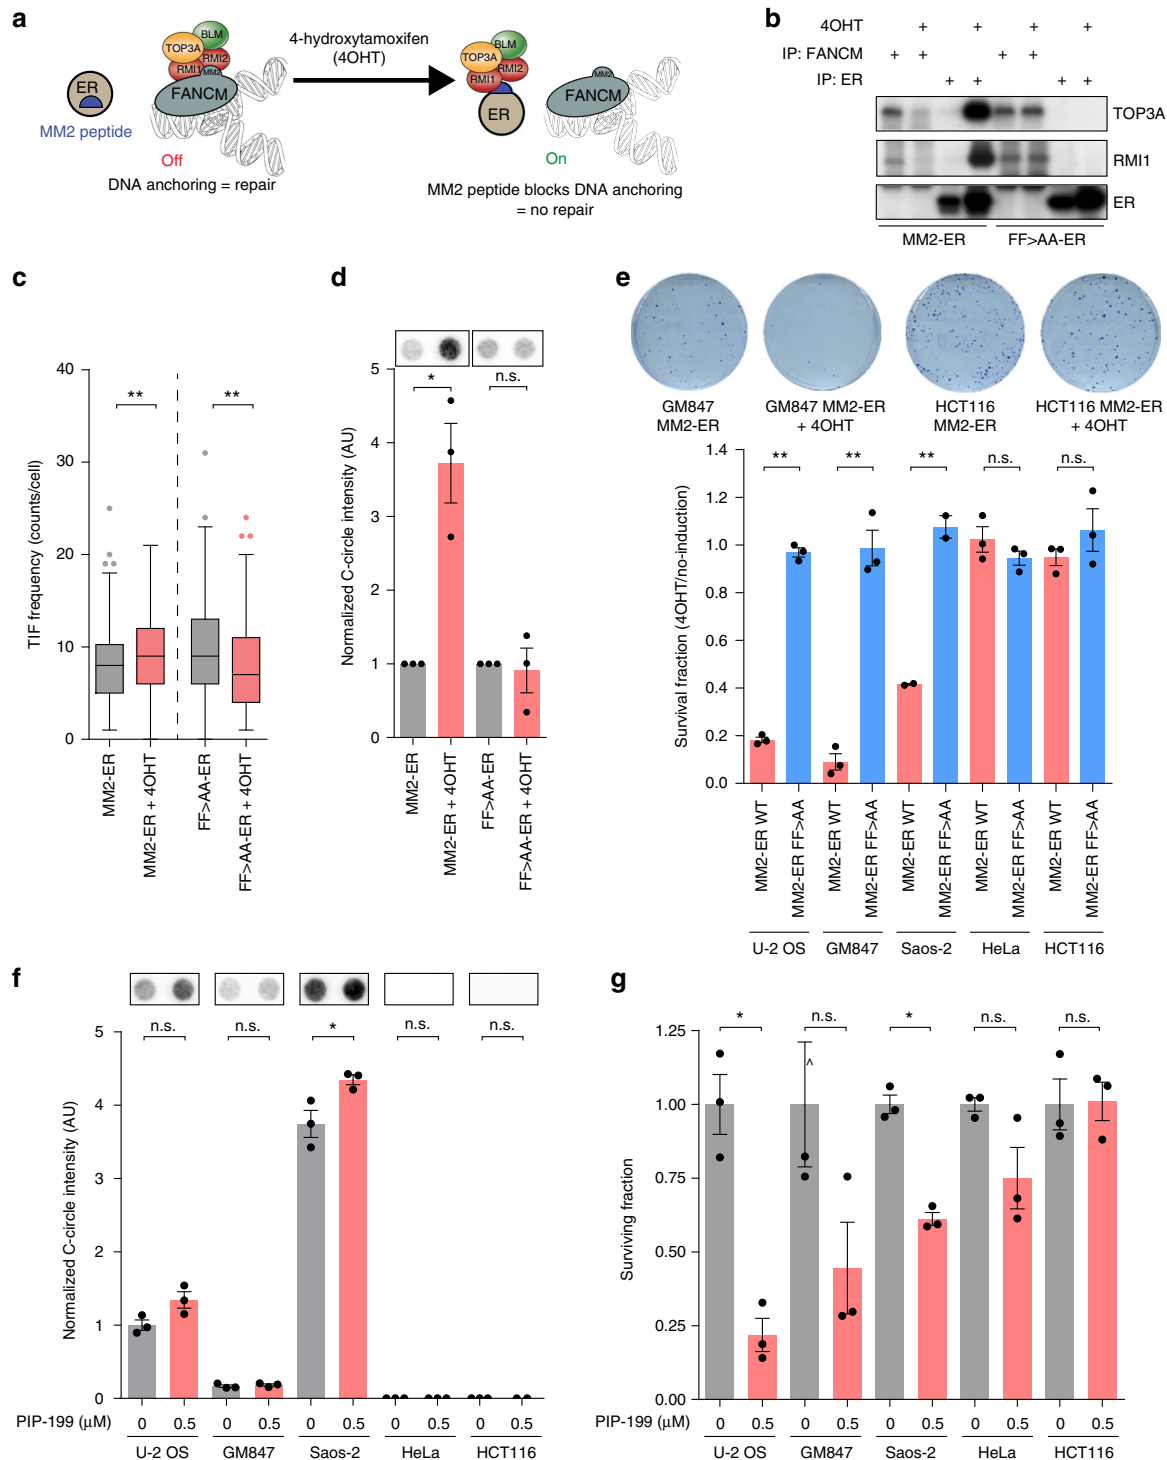 a
BLM
TOP3A
RMI2
RMI1
MM2
FANCM
ER
MM2 peptide
Off
DNA anchoring = repair
4-hydroxytamoxifen
(4OHT)
BLM
TOP3A
RMI2
RMI1
ER
MM2
FANCM
On
MM2 peptide blocks DNA anchoring
= no repair
b
4OHT + + + +
IP: FANCM + + + +
IP: ER + + + +
TOP3A
RMI1
ER
MM2-ER FF>AA-ER
c
TIF frequency (counts/cell)
40
30
20
10
0
** **
MM2-ER
MM2-ER + 4OHT
FF>AA-ER
FF>AA-ER + 4OHT
d
Normalized C-circle intensity (AU)
5
4
3
2
1
0
* n.s.
MM2-ER
MM2-ER + 4OHT
FF>AA-ER
FF>AA-ER + 4OHT
e
GM847
MM2-ER
GM847 MM2-ER
+ 4OHT
HCT116
MM2-ER
HCT116 MM2-ER
+ 4OHT
Survival fraction (4OHT/no-induction)
1.4
1.2
1.0
0.8
0.6
0.4
0.2
0.0
** ** ** n.s. n.s.
MM2-ER WT
MM2-ER FF>AA
MM2-ER WT
MM2-ER FF>AA
MM2-ER WT
MM2-ER FF>AA
MM2-ER WT
MM2-ER FF>AA
MM2-ER WT
MM2-ER FF>AA
U-2 OS GM847 Saos-2 HeLa HCT116
f
Normalized C-circle intensity (AU)
5
4
3
2
1
0
n.s. n.s. * n.s. n.s.
PIP-199 (μM) 0 0.5 0 0.5 0 0.5 0 0.5 0 0.5
U-2 OS GM847 Saos-2 HeLa HCT116
g
Surviving fraction
1.25
1.00
0.75
0.50
0.25
0.00
* n.s. * n.s. n.s.
^
PIP-199 (μM) 0 0.5 0 0.5 0 0.5 0 0.5 0 0.5
U-2 OS GM847 Saos-2 HeLa HCT116